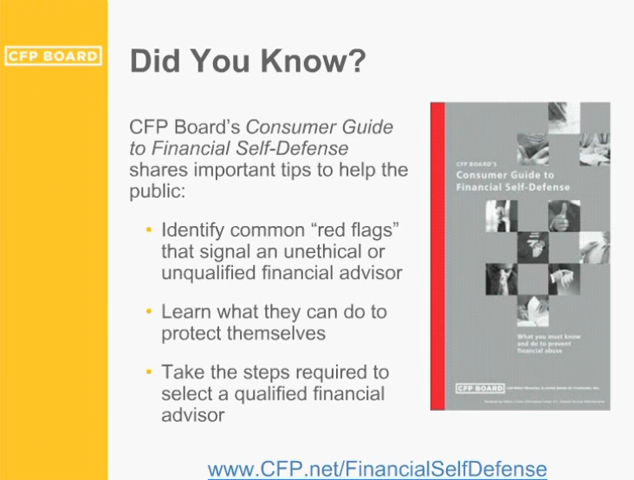 CFP BOARD
Did You Know?
CFP Board's Consumer Guide
to Financial Self-Defense
shares important tips to help the
public:
• Identify common “red flags”
that signal an unethical or
unqualified financial advisor
• Learn what they can do to
protect themselves
• Take the steps required to
select a qualified financial
advisor
CFP BOARD'S
Consumer Guide to
Financial Self-Defense
What you must know
and do to prevent
financial abuse
CFP BOARD
www.CFP.net/FinancialSelfDefense